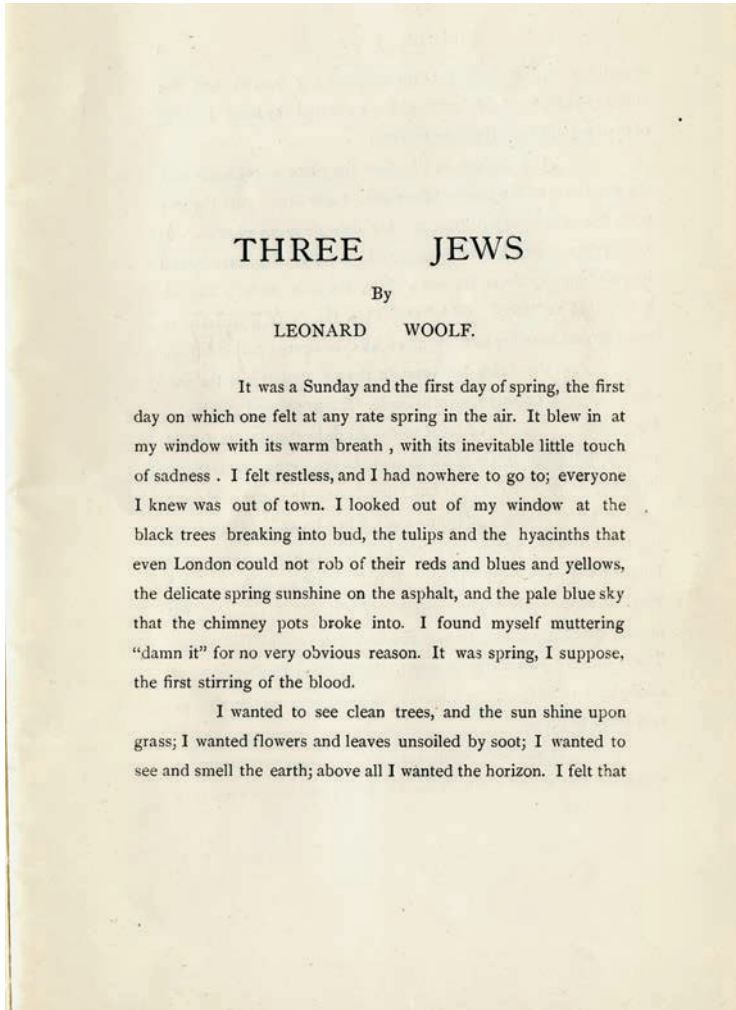 THREE JEWS
By
LEONARD WOOLF.
It was a Sunday and the first day of spring, the first
day on which one felt at any rate spring in the air. It blew in at
my window with its warm breath , with its inevitable little touch
of sadness . I felt restless, and I had nowhere to go to; everyone
I knew was out of town. I looked out of my window at the
black trees breaking into bud, the tulips and the hyacinths that
even London could not rob of their reds and blues and yellows,
the delicate spring sunshine on the asphalt, and the pale blue sky
that the chimney pots broke into. I found myself muttering
“damn it” for no very obvious reason. It was spring, I suppose,
the first stirring of the blood.
I wanted to see clean trees, and the sun shine upon
grass; I wanted flowers and leaves unsoiled by soot; I wanted to
see and smell the earth; above all I wanted the horizon. I felt that